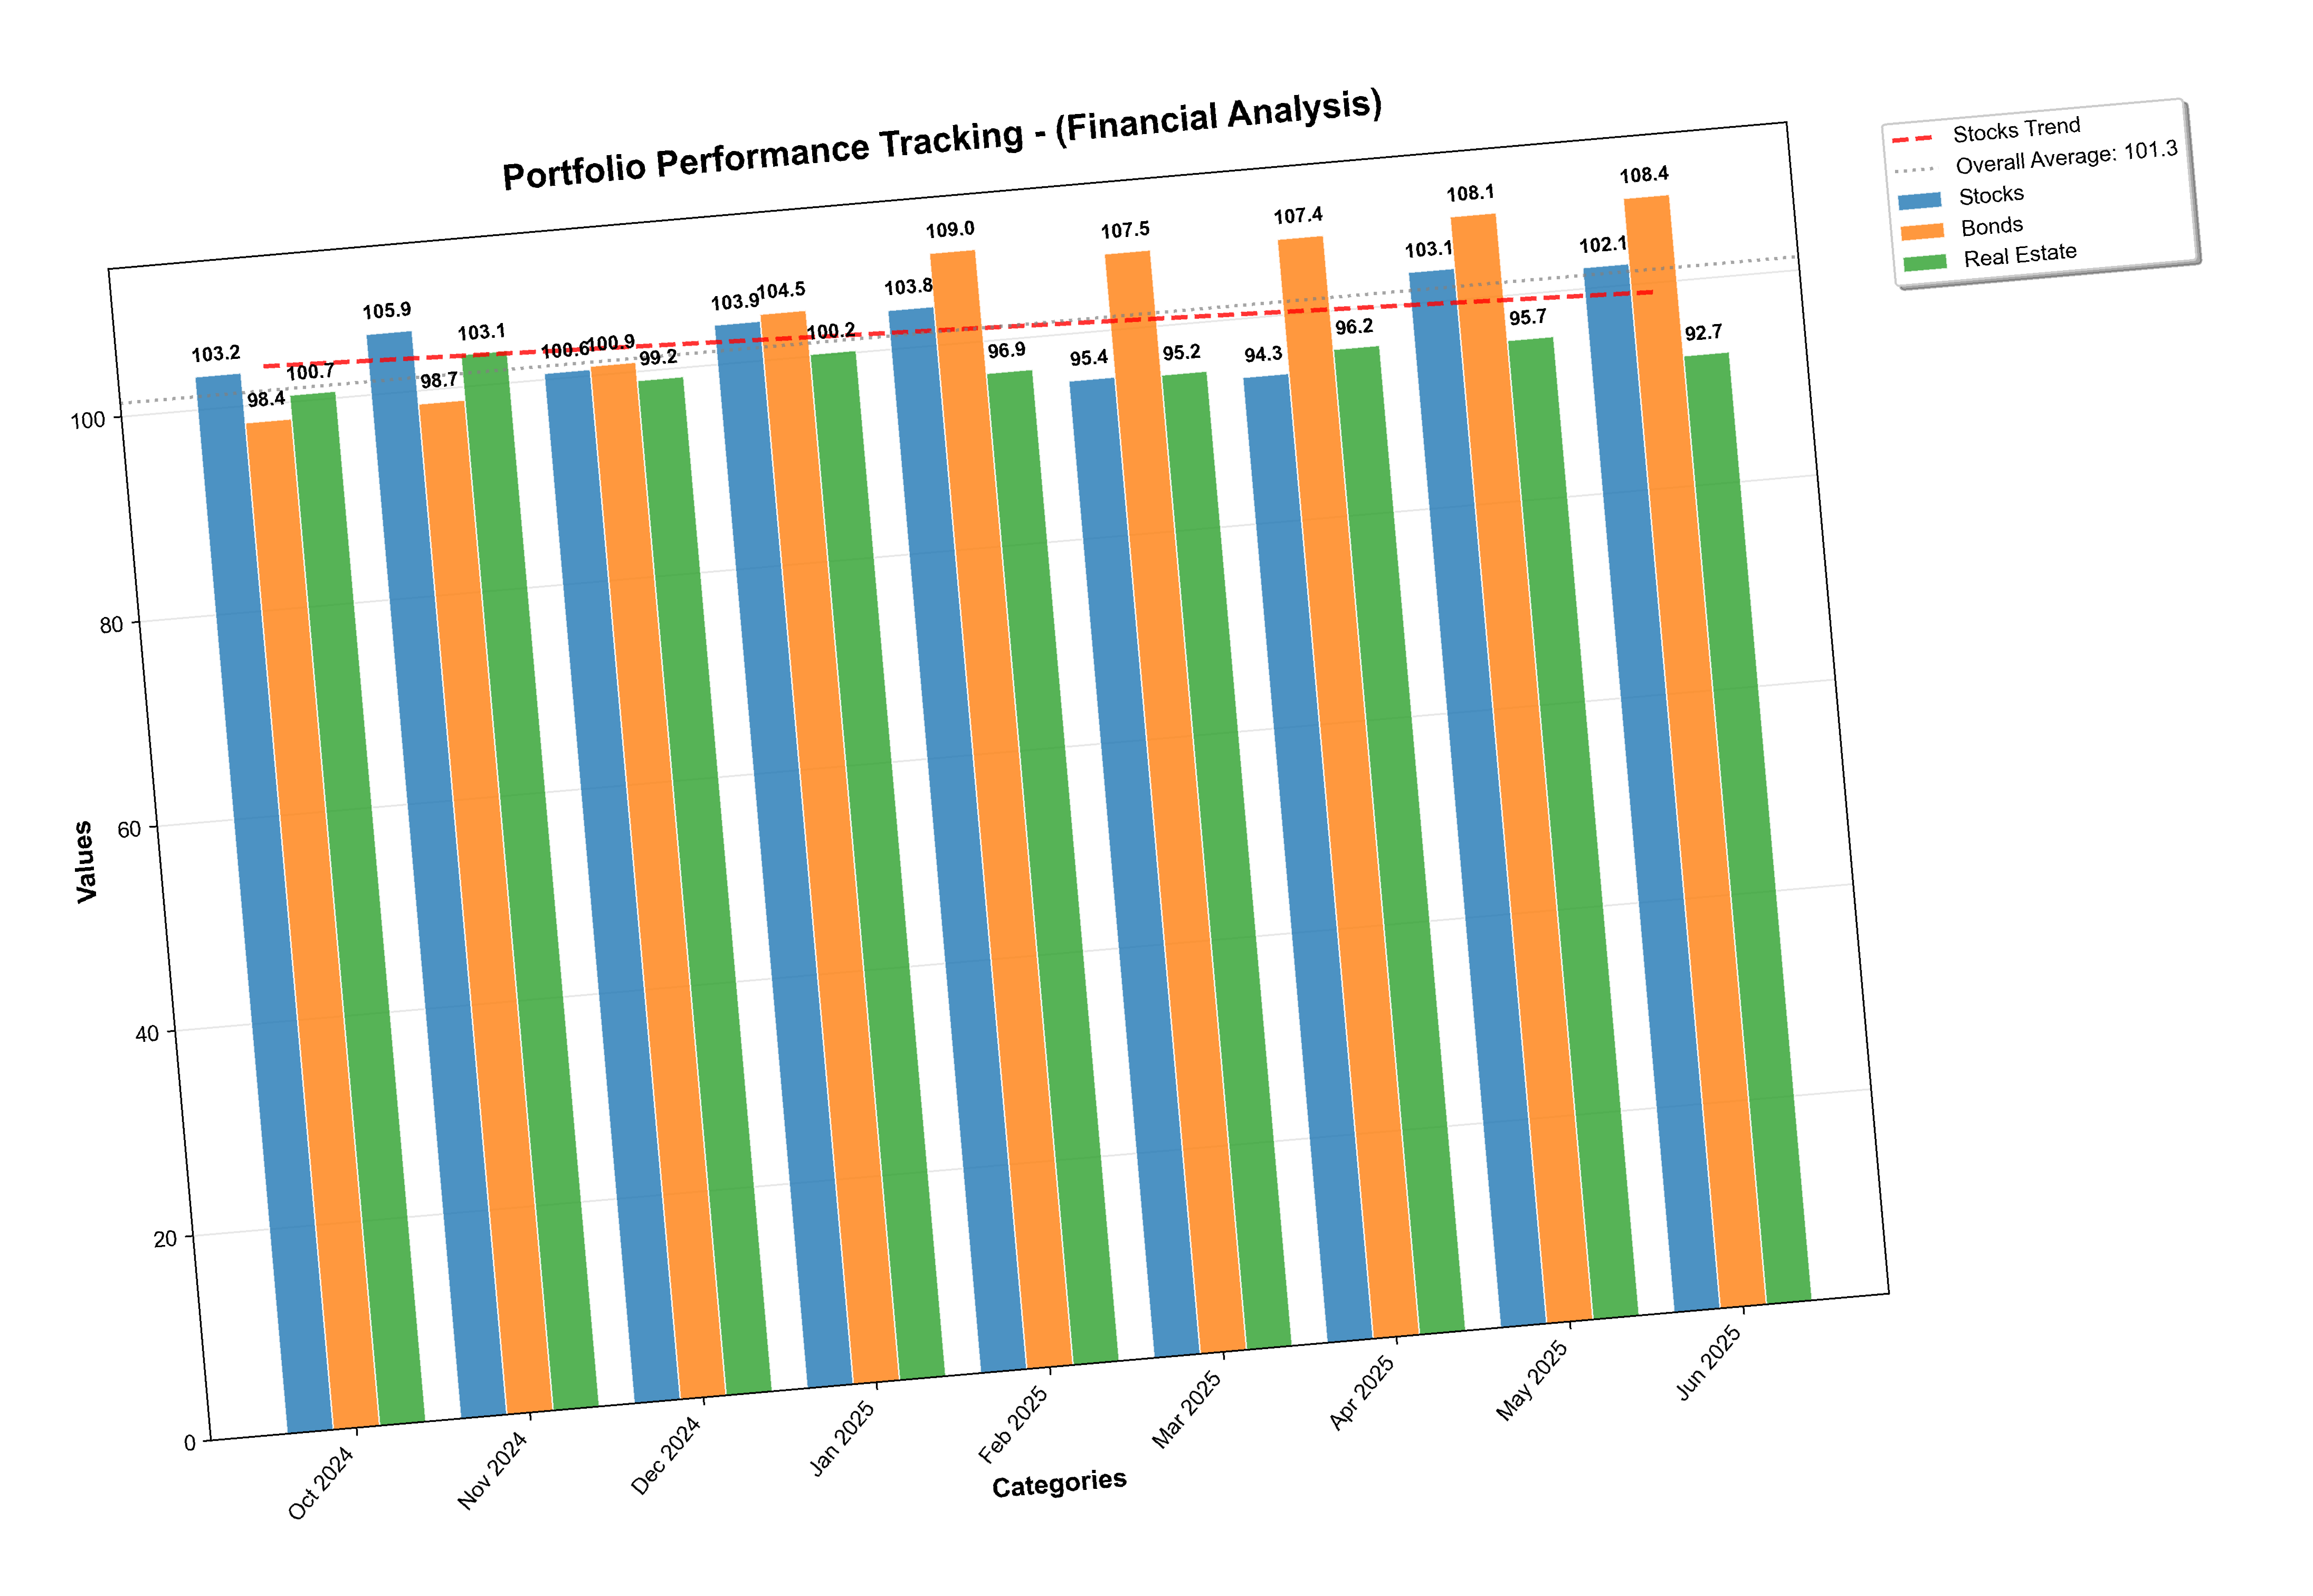 Portfolio Performance Tracking - (Financial Analysis)
Stocks Trend
Overall Average: 101.3
Stocks
Bonds
Real Estate
103.2
98.4
100.7
105.9
98.7
103.1
100.6
100.9
99.2
103.9
104.5
100.2
103.8
109.0
96.9
95.4
107.5
95.2
94.3
107.4
96.2
103.1
108.1
95.7
102.1
108.4
92.7
100
80
60
40
20
0
Values
Oct 2024
Nov 2024
Dec 2024
Jan 2025
Feb 2025
Mar 2025
Apr 2025
May 2025
Jun 2025
Categories